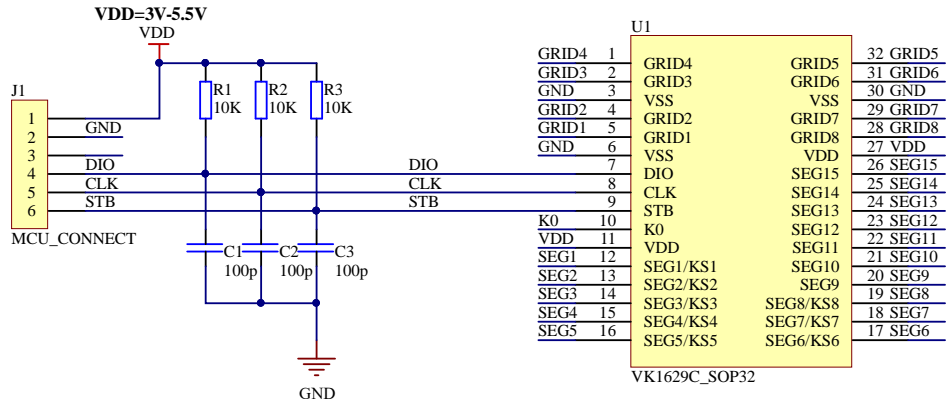 VDD=3V-5.5V
VDD
J1
1
2 GND
3
4 DIO DIO
5 CLK CLK
6 STB STB
MCU_CONNECT
R1 R2 R3
10K 10K 10K
C1 C2 C3
100p 100p 100p
GND
U1
GRID4 1 GRID4 GRID5 32 GRID5
GRID3 2 GRID3 GRID6 31 GRID6
GND 3 VSS VSS 30 GND
GRID2 4 GRID2 GRID7 29 GRID7
GRID1 5 GRID1 GRID8 28 GRID8
GND 6 VSS VDD 27 VDD
7 DIO SEG15 26 SEG15
8 CLK SEG14 25 SEG14
9 STB SEG13 24 SEG13
K0 10 K0 SEG12 23 SEG12
VDD 11 VDD SEG11 22 SEG11
SEG1 12 SEG1/KS1 SEG10 21 SEG10
SEG2 13 SEG2/KS2 SEG9 20 SEG9
SEG3 14 SEG3/KS3 SEG8/KS8 19 SEG8
SEG4 15 SEG4/KS4 SEG7/KS7 18 SEG7
SEG5 16 SEG5/KS5 SEG6/KS6 17 SEG6
VK1629C_SOP32